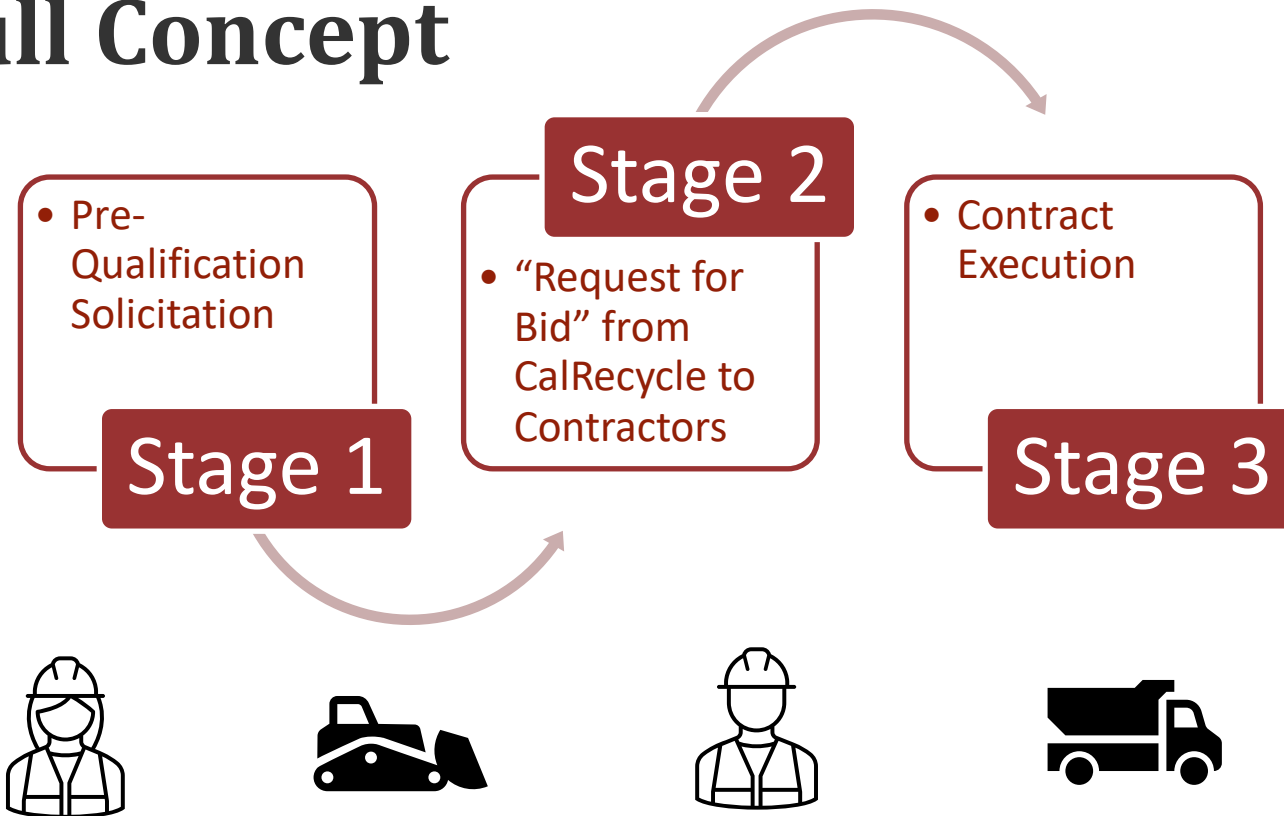 ull Concept
• Pre-
Qualification
Solicitation
Stage 1
Stage 2
• “Request for
Bid” from
CalRecycle to
Contractors
• Contract
Execution
Stage 3